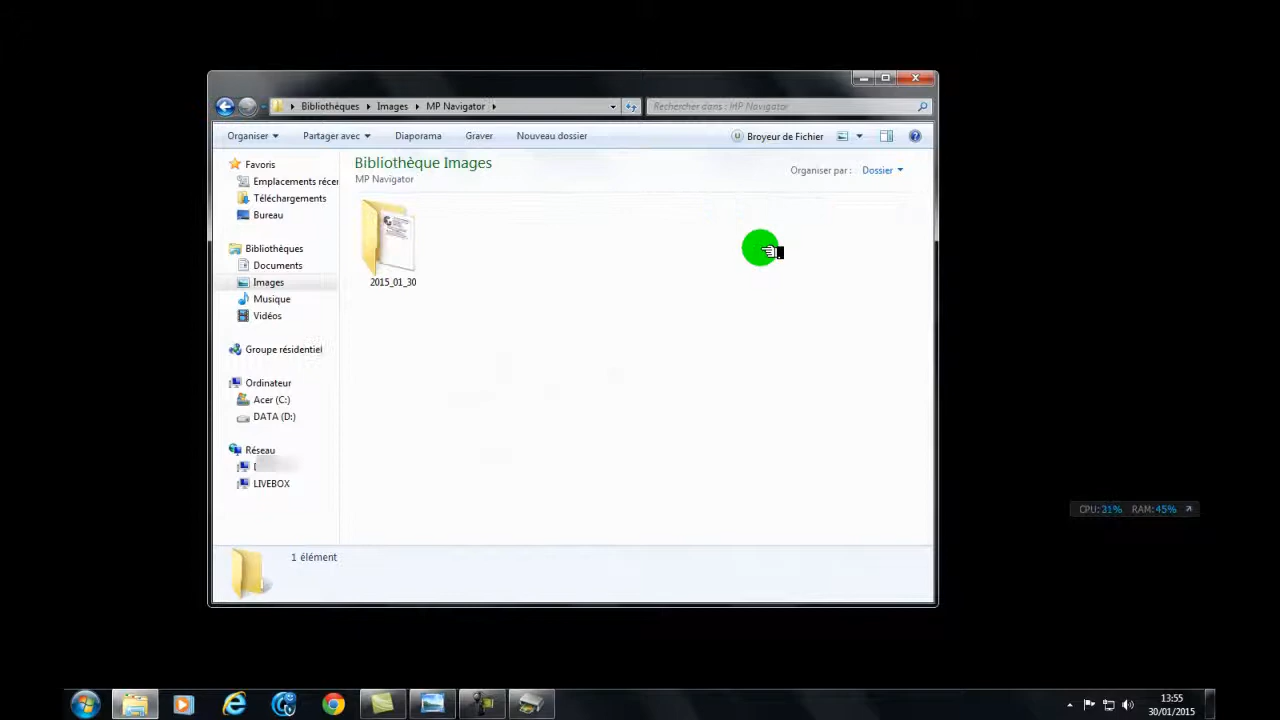 Bibliothèques Images MP Navigator
Rechercher dans : MP Navigator
Organiser Partager avec Diaporama Graver Nouveau dossier Broyeur de Fichier
Favoris
Emplacements récer
Téléchargements
Bureau
Bibliothèques
Documents
Images
Musique
Vidéos
Groupe résidentiel
Ordinateur
Acer (C:)
DATA (D:)
Réseau
LIVEBOX
Bibliothèque Images
MP Navigator
Organiser par : Dossier
2015_01_30
1 élément
CPU: 31% RAM: 45%
13:55
30/01/2015